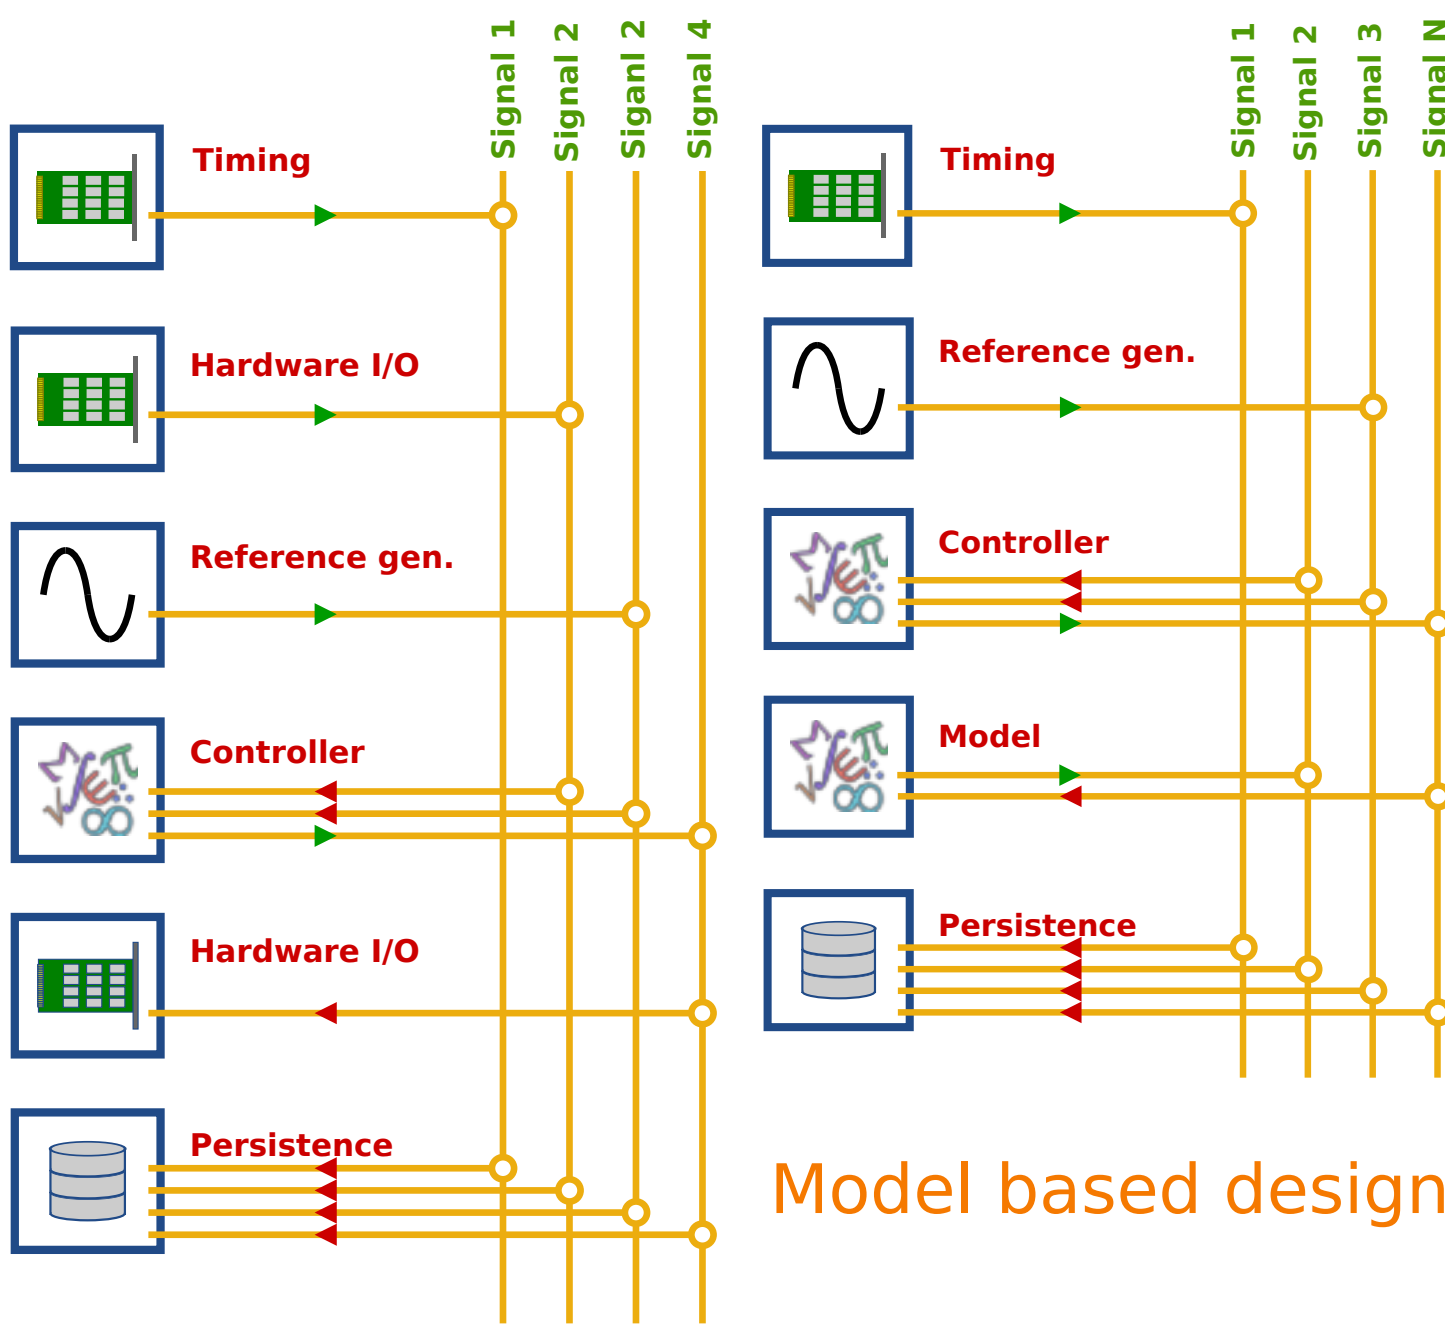 Signal 1
Signal 2
Siganl 2
Signal 4
Timing
Hardware I/O
Reference gen.
Controller
Hardware I/O
Persistence
Signal 1
Signal 2
Signal 3
Signal N
Timing
Reference gen.
Controller
Model
Persistence
Model based design